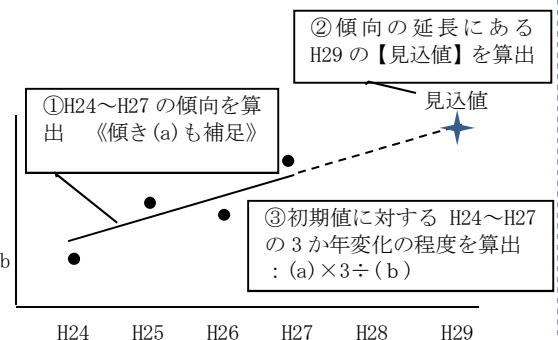 ②傾向の延長にある
H29の【見込値】を算出
①H24～H27の傾向を算
出　《傾き(a)も補足》
見込値
③初期値に対する H24～H27
の3か年変化の程度を算出
：(a)×3÷(b)
b
H24 H25 H26 H27 H28 H29